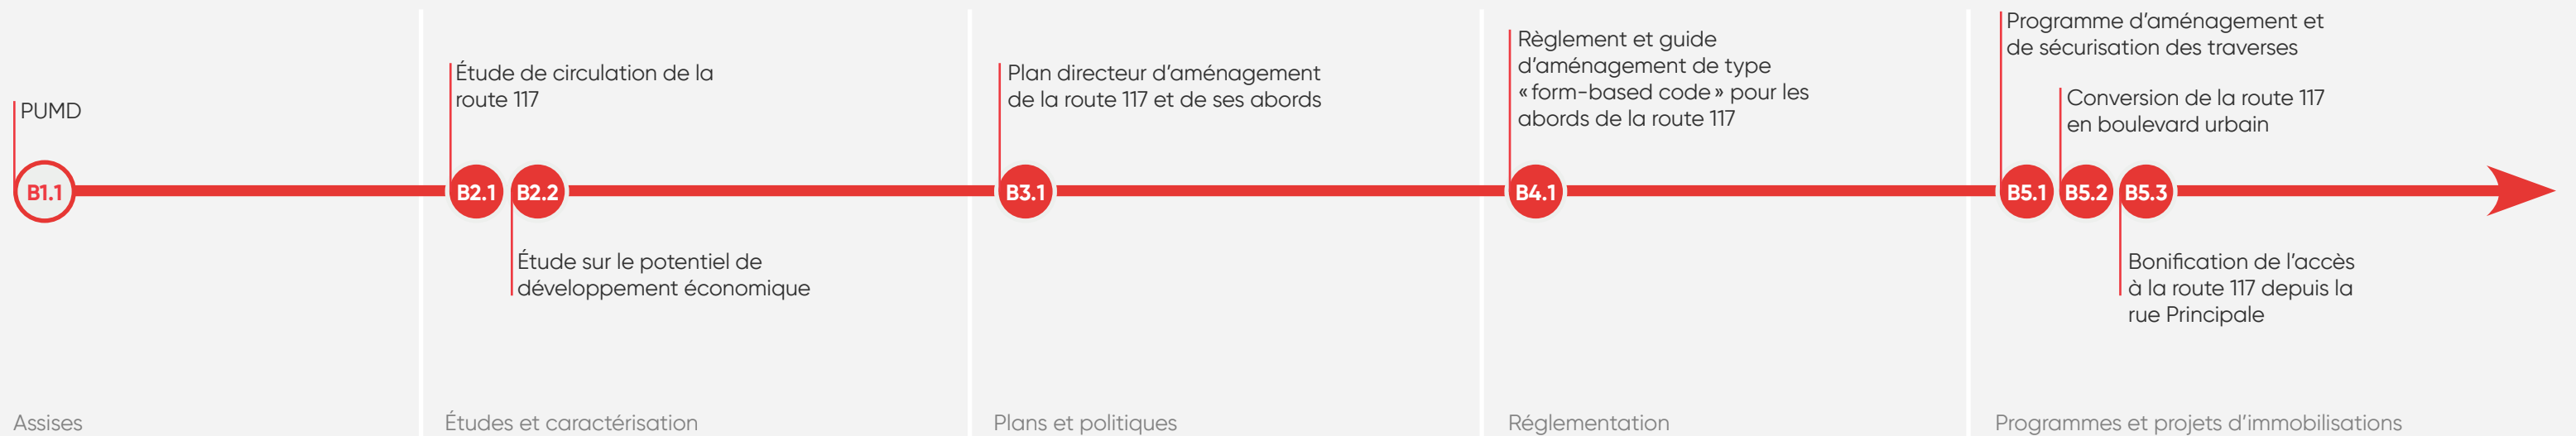 PUMD
B1.1
Assises
Étude de circulation de la
route 117
B2.1
B2.2
Étude sur le potentiel de
développement économique
Études et caractérisation
Plan directeur d’aménagement
de la route 117 et de ses abords
B3.1
Plans et politiques
Règlement et guide
d’aménagement de type
« form-based code » pour les
abords de la route 117
B4.1
Réglementation
Programme d’aménagement et
de sécurisation des traverses
Conversion de la route 117
en boulevard urbain
B5.1
B5.2
B5.3
Bonification de l’accès
à la route 117 depuis la
rue Principale
Programmes et projets d’immobilisations